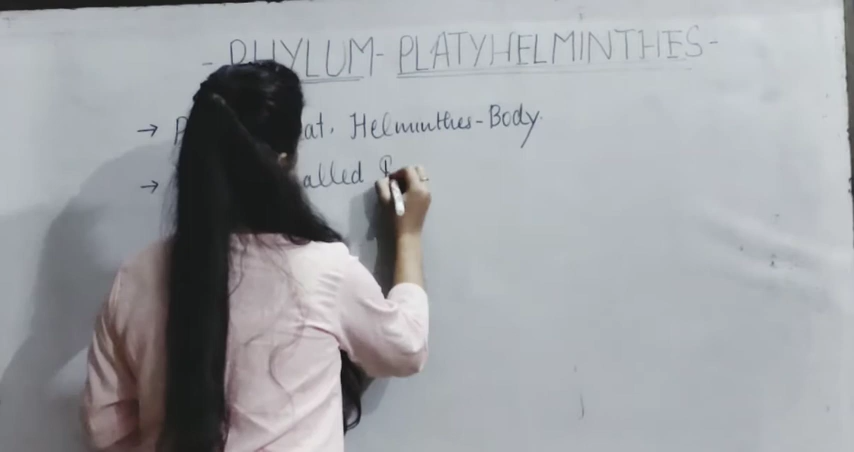 - PHYLUM - PLATYHELMINTHES -
→ at, Helminthes - Body.
→ alled